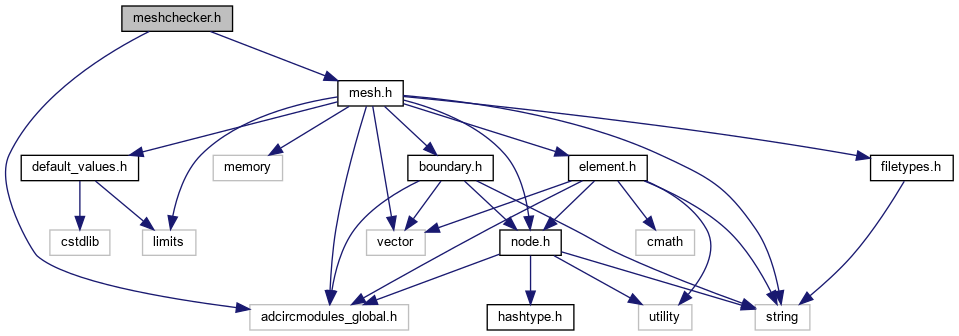 meshchecker.h
mesh.h
default_values.h
memory
boundary.h
element.h
filetypes.h
cstdlib
limits
vector
node.h
cmath
adcircmodules_global.h
hashtype.h
utility
string